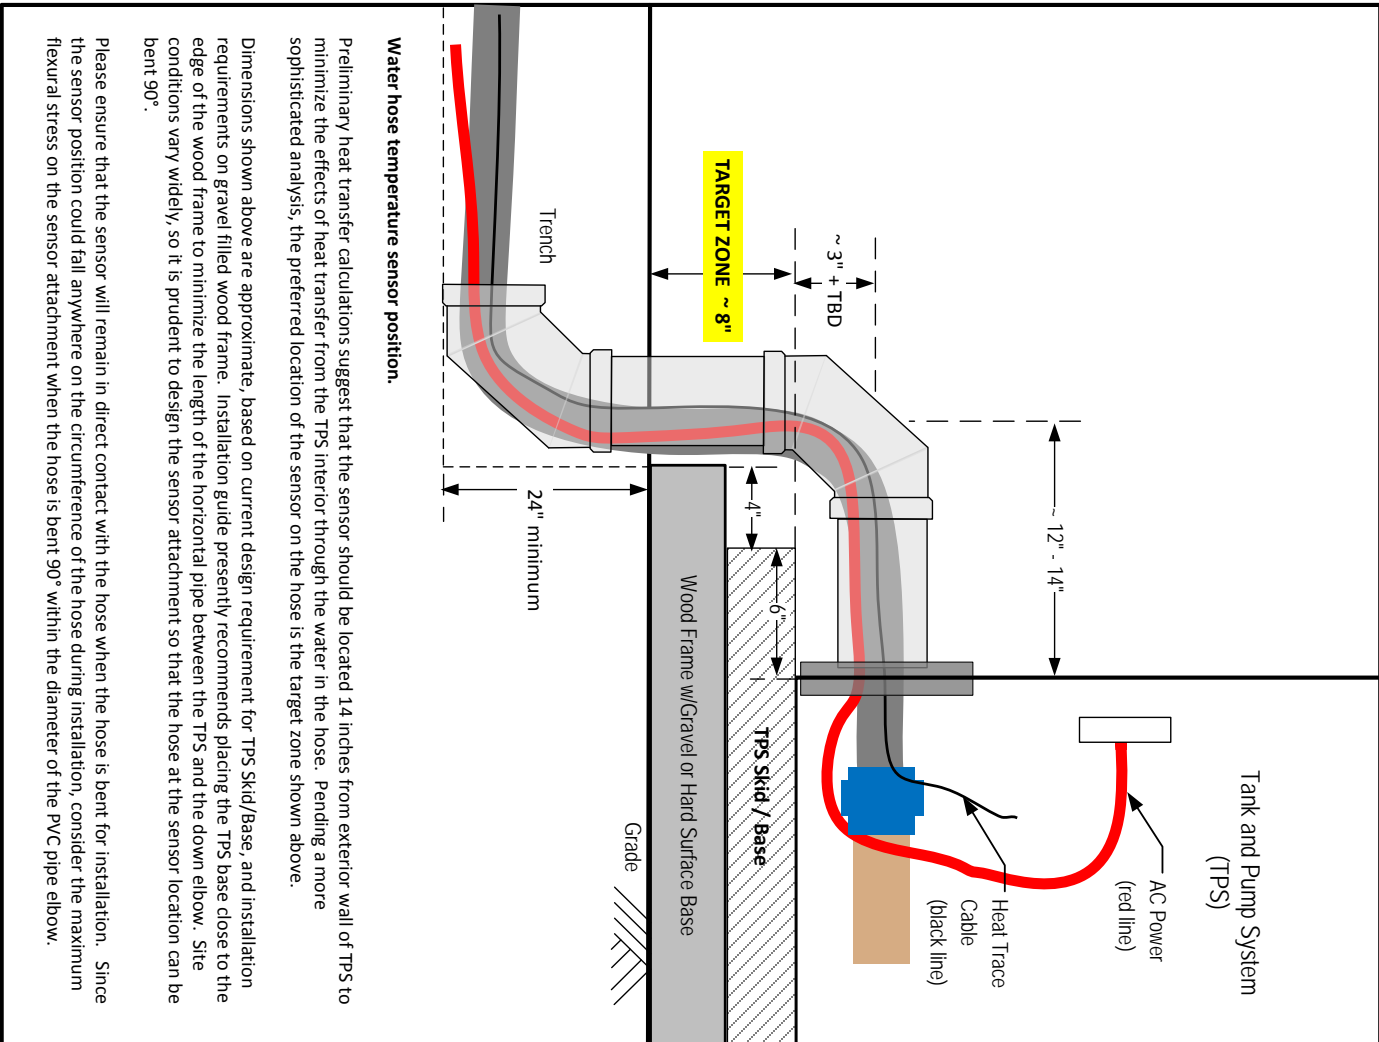 Tank and Pump System
(TPS)
AC Power
(red line)
Heat Trace
Cable
(black line)
~ 12" - 14"
~ 3" + TBD
TARGET ZONE ~ 8"
6"
4"
TPS Skid / Base
Wood Frame w/Gravel or Hard Surface Base
Grade
Trench
24" minimum
Water hose temperature sensor position.
Preliminary heat transfer calculations suggest that the sensor should be located 14 inches from exterior wall of TPS to
minimize the effects of heat transfer from the TPS interior through the water in the hose. Pending a more
sophisticated analysis, the preferred location of the sensor on the hose is the target zone shown above.
Dimensions shown above are approximate, based on current design requirement for TPS Skid/Base, and installation
requirements on gravel filled wood frame. Installation guide presently recommends placing the TPS base close to the
edge of the wood frame to minimize the length of the horizontal pipe between the TPS and the down elbow. Site
conditions vary widely, so it is prudent to design the sensor attachment so that the hose at the sensor location can be
bent 90°.
Please ensure that the sensor will remain in direct contact with the hose when the hose is bent for installation. Since
the sensor position could fall anywhere on the circumference of the hose during installation, consider the maximum
flexural stress on the sensor attachment when the hose is bent 90° within the diameter of the PVC pipe elbow.